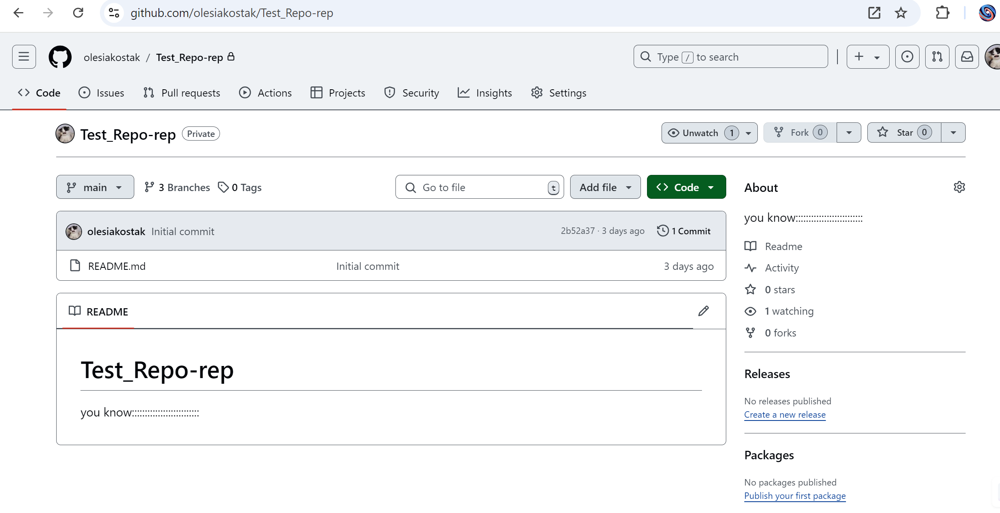 github.com/olesiakostak/Test_Repo-rep
olesiakostak / Test_Repo-rep
Type / to search
Code Issues Pull requests Actions Projects Security Insights Settings
Test_Repo-rep Private
Unwatch 1 Fork 0 Star 0
main 3 Branches 0 Tags
Go to file t Add file Code
olesiakostak Initial commit 2b52a37 · 3 days ago 1 Commit
README.md Initial commit 3 days ago
README
Test_Repo-rep
you know::::::::::::::::::::::::::
About
you know::::::::::::::::::::::::::
Readme
Activity
0 stars
1 watching
0 forks
Releases
No releases published
Create a new release
Packages
No packages published
Publish your first package